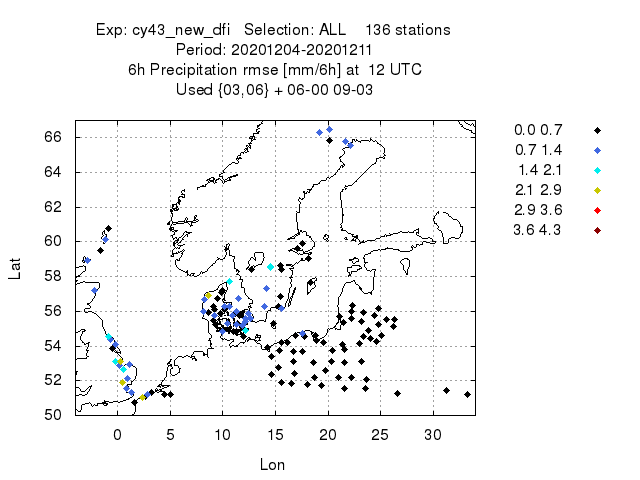 Exp: cy43_new_dfi Selection: ALL 136 stations
Period: 20201204-20201211
6h Precipitation rmse [mm/6h] at 12 UTC
Used {03,06} + 06-00 09-03
66
64
62
60
58
56
54
52
50
0 5 10 15 20 25 30
Lat
Lon
0.0 0.7
0.7 1.4
1.4 2.1
2.1 2.9
2.9 3.6
3.6 4.3